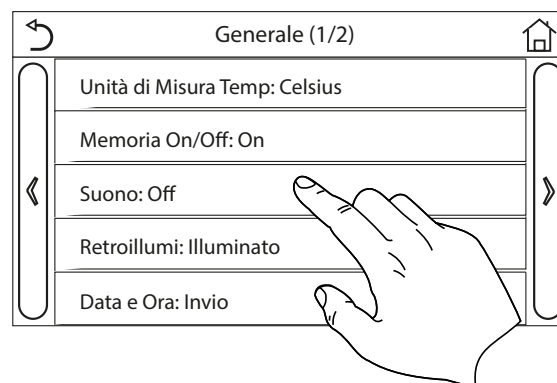 Generale (1/2)
Unità di Misura Temp: Celsius
Memoria On/Off: On
Suono: Off
Retroillumi: Illuminato
Data e Ora: Invio